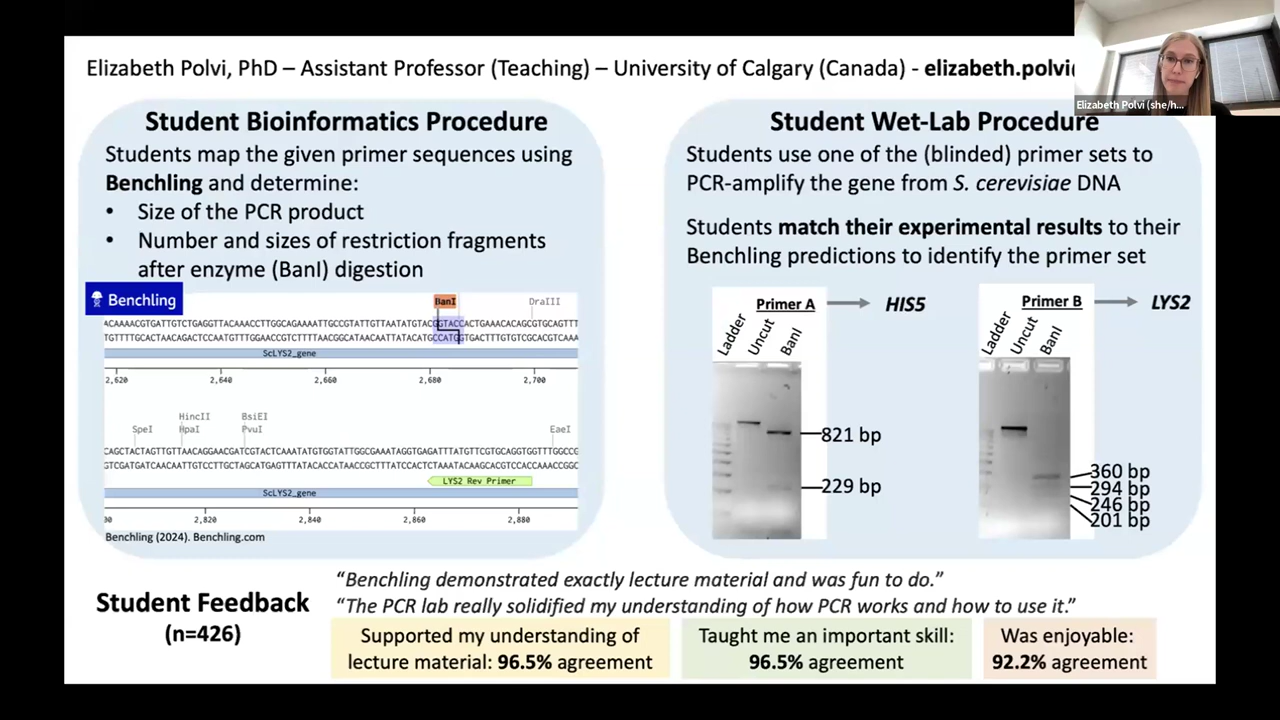 Elizabeth Polvi, PhD – Assistant Professor (Teaching) – University of Calgary (Canada) - elizabeth.polvi(
Elizabeth Polvi (she/h...
Student Bioinformatics Procedure
Students map the given primer sequences using
Benchling and determine:
• Size of the PCR product
• Number and sizes of restriction fragments
after enzyme (BanI) digestion
Benchling
BanI
DraIII
ScLYS2_gene
2,620 2,640 2,660 2,680 2,700
HincII BsiEI
SpeI HpaI PvuI EaeI
LYS2 Rev Primer
ScLYS2_gene
2,820 2,840 2,860 2,880
Benchling (2024). Benchling.com
Student Wet-Lab Procedure
Students use one of the (blinded) primer sets to
PCR-amplify the gene from S. cerevisiae DNA
Students match their experimental results to their
Benchling predictions to identify the primer set
Primer A HIS5
Ladder Uncut BanI
821 bp
229 bp
Primer B LYS2
Ladder Uncut BanI
360 bp
294 bp
246 bp
201 bp
Student Feedback
(n=426)
“Benchling demonstrated exactly lecture material and was fun to do.”
“The PCR lab really solidified my understanding of how PCR works and how to use it.”
Supported my understanding of
lecture material: 96.5% agreement
Taught me an important skill:
96.5% agreement
Was enjoyable:
92.2% agreement